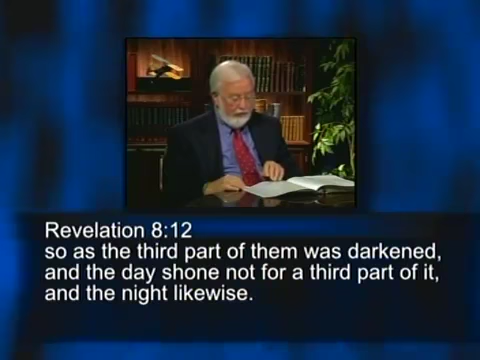 Revelation 8:12
so as the third part of them was darkened,
and the day shone not for a third part of it,
and the night likewise.